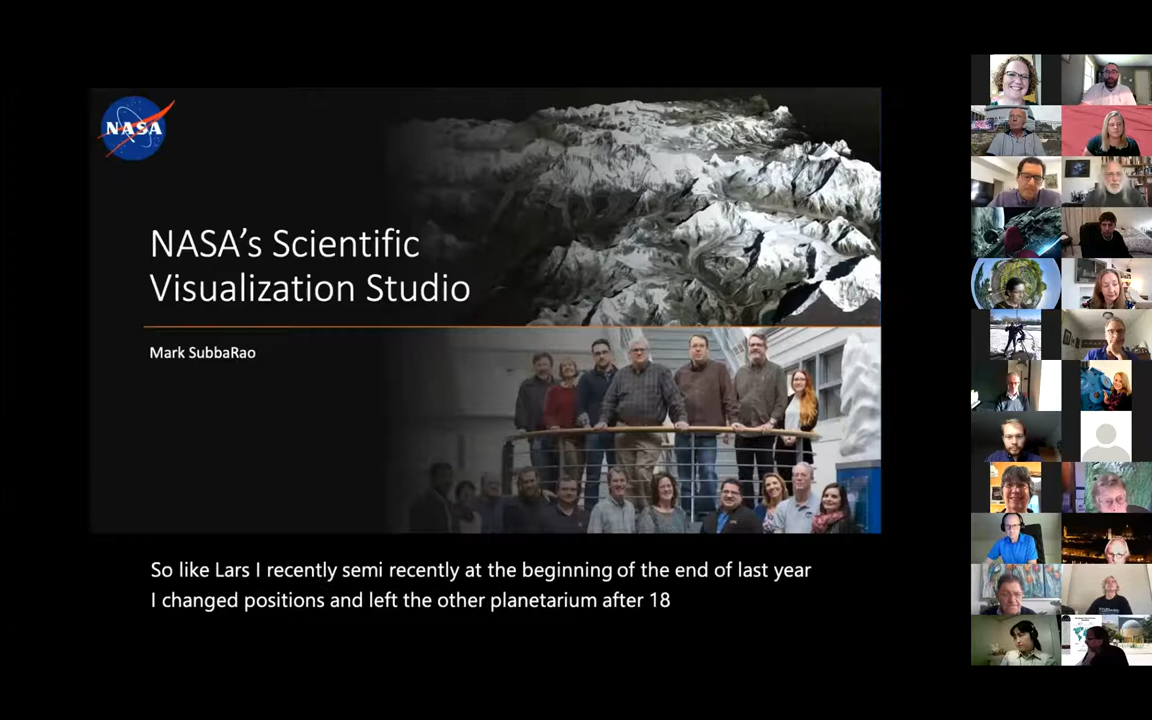 NASA
NASA's Scientific
Visualization Studio
Mark SubbaRao
So like Lars I recently semi recently at the beginning of the end of last year
I changed positions and left the other planetarium after 18